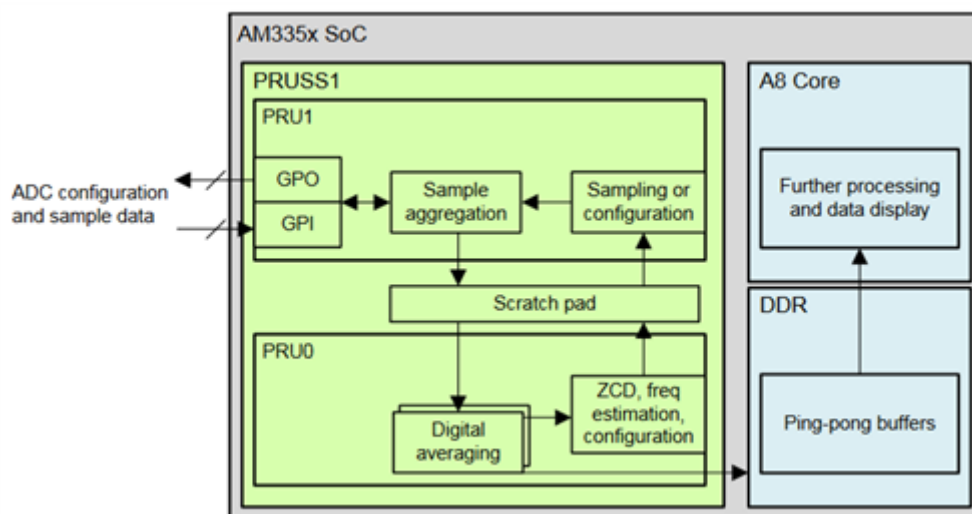 AM335x SoC
PRUSS1
PRU1
GPO
GPI
Sample
aggregation
Sampling or
configuration
ADC configuration
and sample data
Scratch pad
PRU0
Digital
averaging
ZCD, freq
estimation,
configuration
A8 Core
Further processing
and data display
DDR
Ping-pong buffers